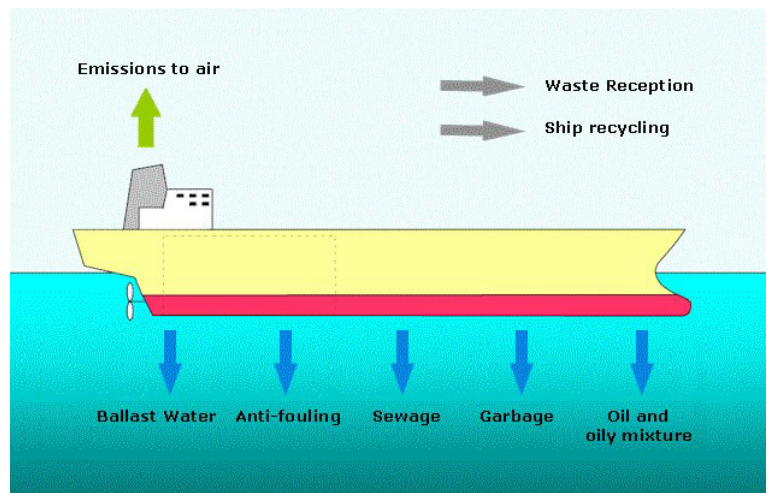 Emissions to air
Waste Reception
Ship recycling
Ballast Water
Anti-fouling
Sewage
Garbage
Oil and
oily mixture